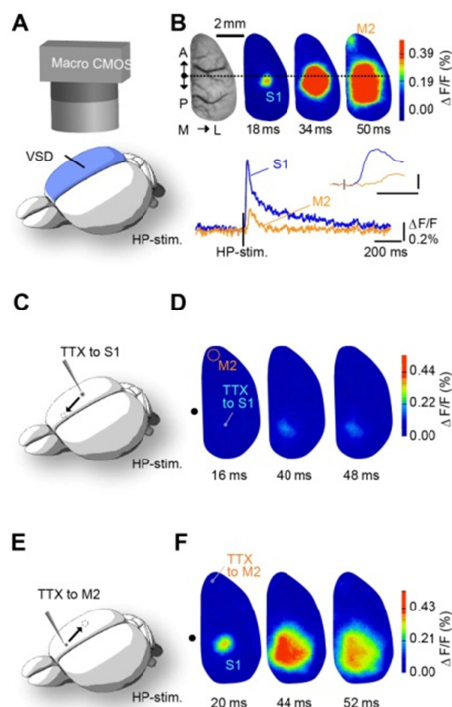 A
Macro CMOS
VSD
HP-stim.
B
2 mm
M2
A
P
S1
M → L
18 ms
34 ms
50 ms
0.39
0.19
0.00
Δ F/F (%)
S1
M2
HP-stim.
ΔF/F
0.2%
200 ms
C
TTX to S1
HP-stim.
D
M2
TTX
to S1
16 ms
40 ms
48 ms
0.44
0.22
0.00
Δ F/F (%)
E
TTX to M2
HP-stim.
F
TTX
to M2
S1
20 ms
44 ms
52 ms
0.43
0.21
0.00
Δ F/F (%)